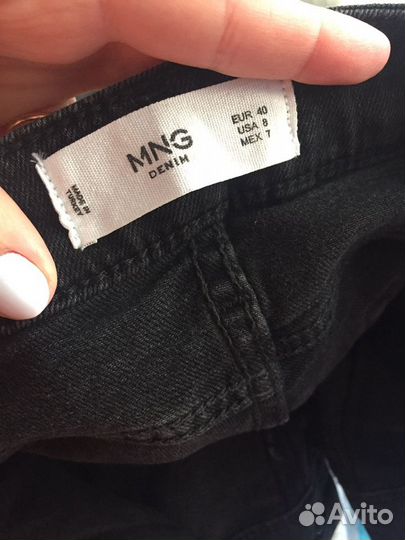 MNG
DENIM
EUR 40
USA 8
MEX 7
MADE IN
TURKEY
Avito